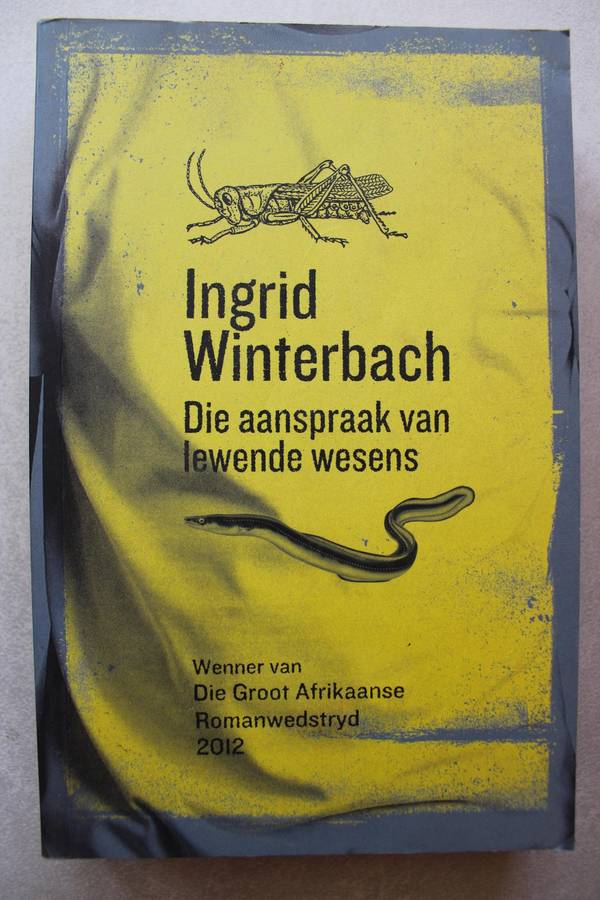 Ingrid
Winterbach
Die aanspraak van
lewende wesens
Wenner van
Die Groot Afrikaanse
Romanwedstryd
2012